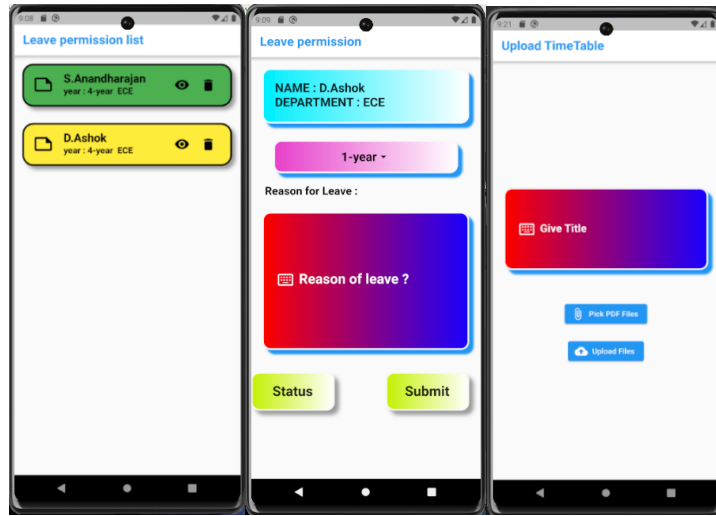 9:08
Leave permission list
S.Anandharajan
year : 4-year ECE
D.Ashok
year : 4-year ECE
9:09
Leave permission
NAME : D.Ashok
DEPARTMENT : ECE
1-year
Reason for Leave :
Reason of leave ?
Status
Submit
9:21
Upload TimeTable
Give Title
Pick PDF Files
Upload Files